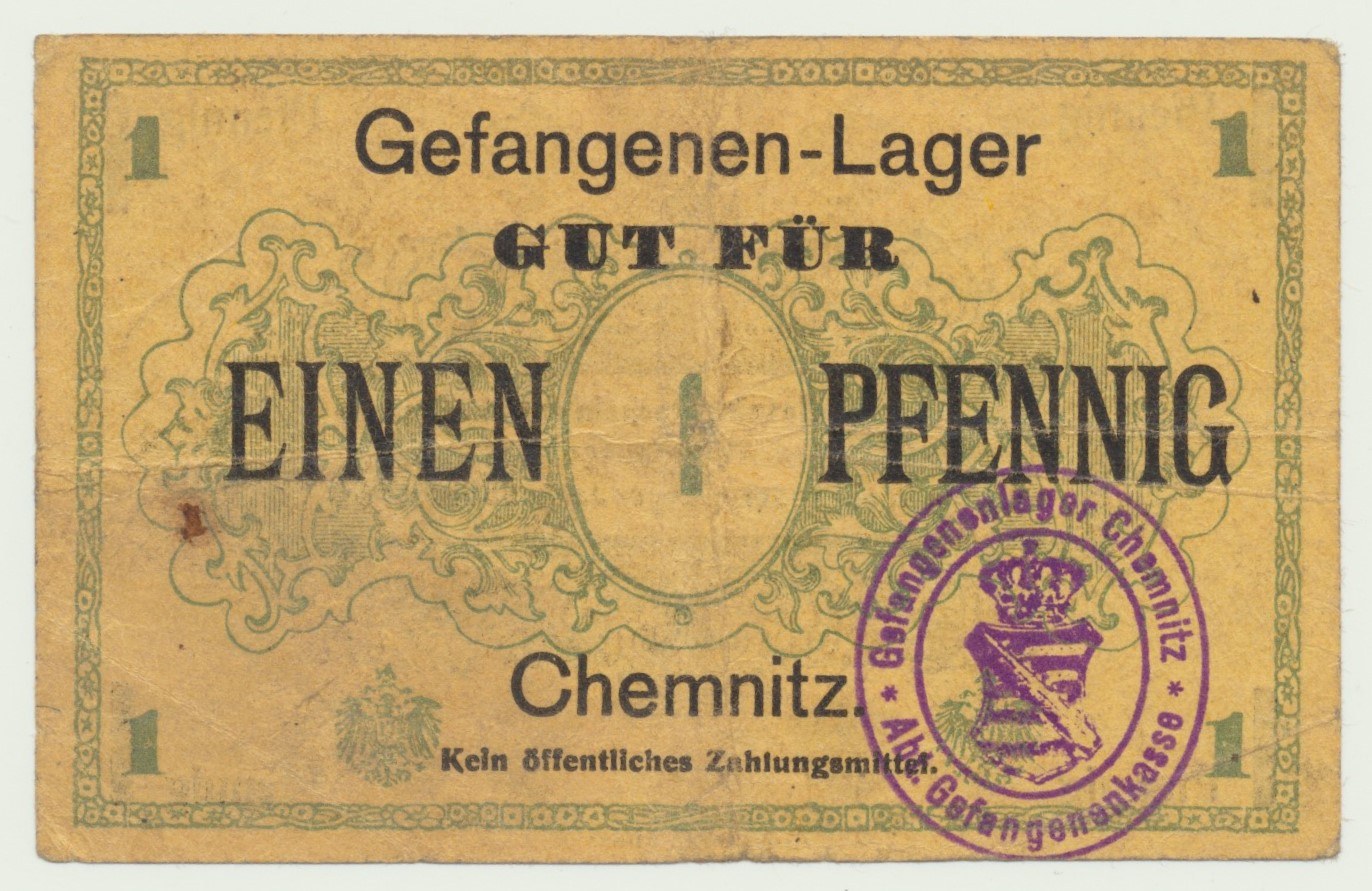 1 Gefangenen-Lager 1
GUT FÜR
EINEN 1 PFENNIG
Gefangenenlager Chemnitz
* Abt. Gefangenenkasse *
Chemnitz.
1 Kein öffentliches Zahlungsmittel. 1